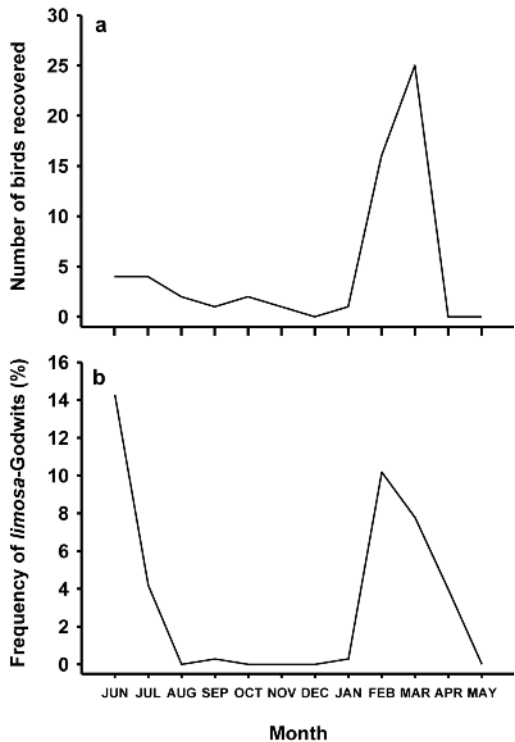 a
Number of birds recovered
30
25
20
15
10
5
0
b
Frequency of limosa-Godwits (%)
16
14
12
10
8
6
4
2
0
JUN JUL AUG SEP OCT NOV DEC JAN FEB MAR APR MAY
Month